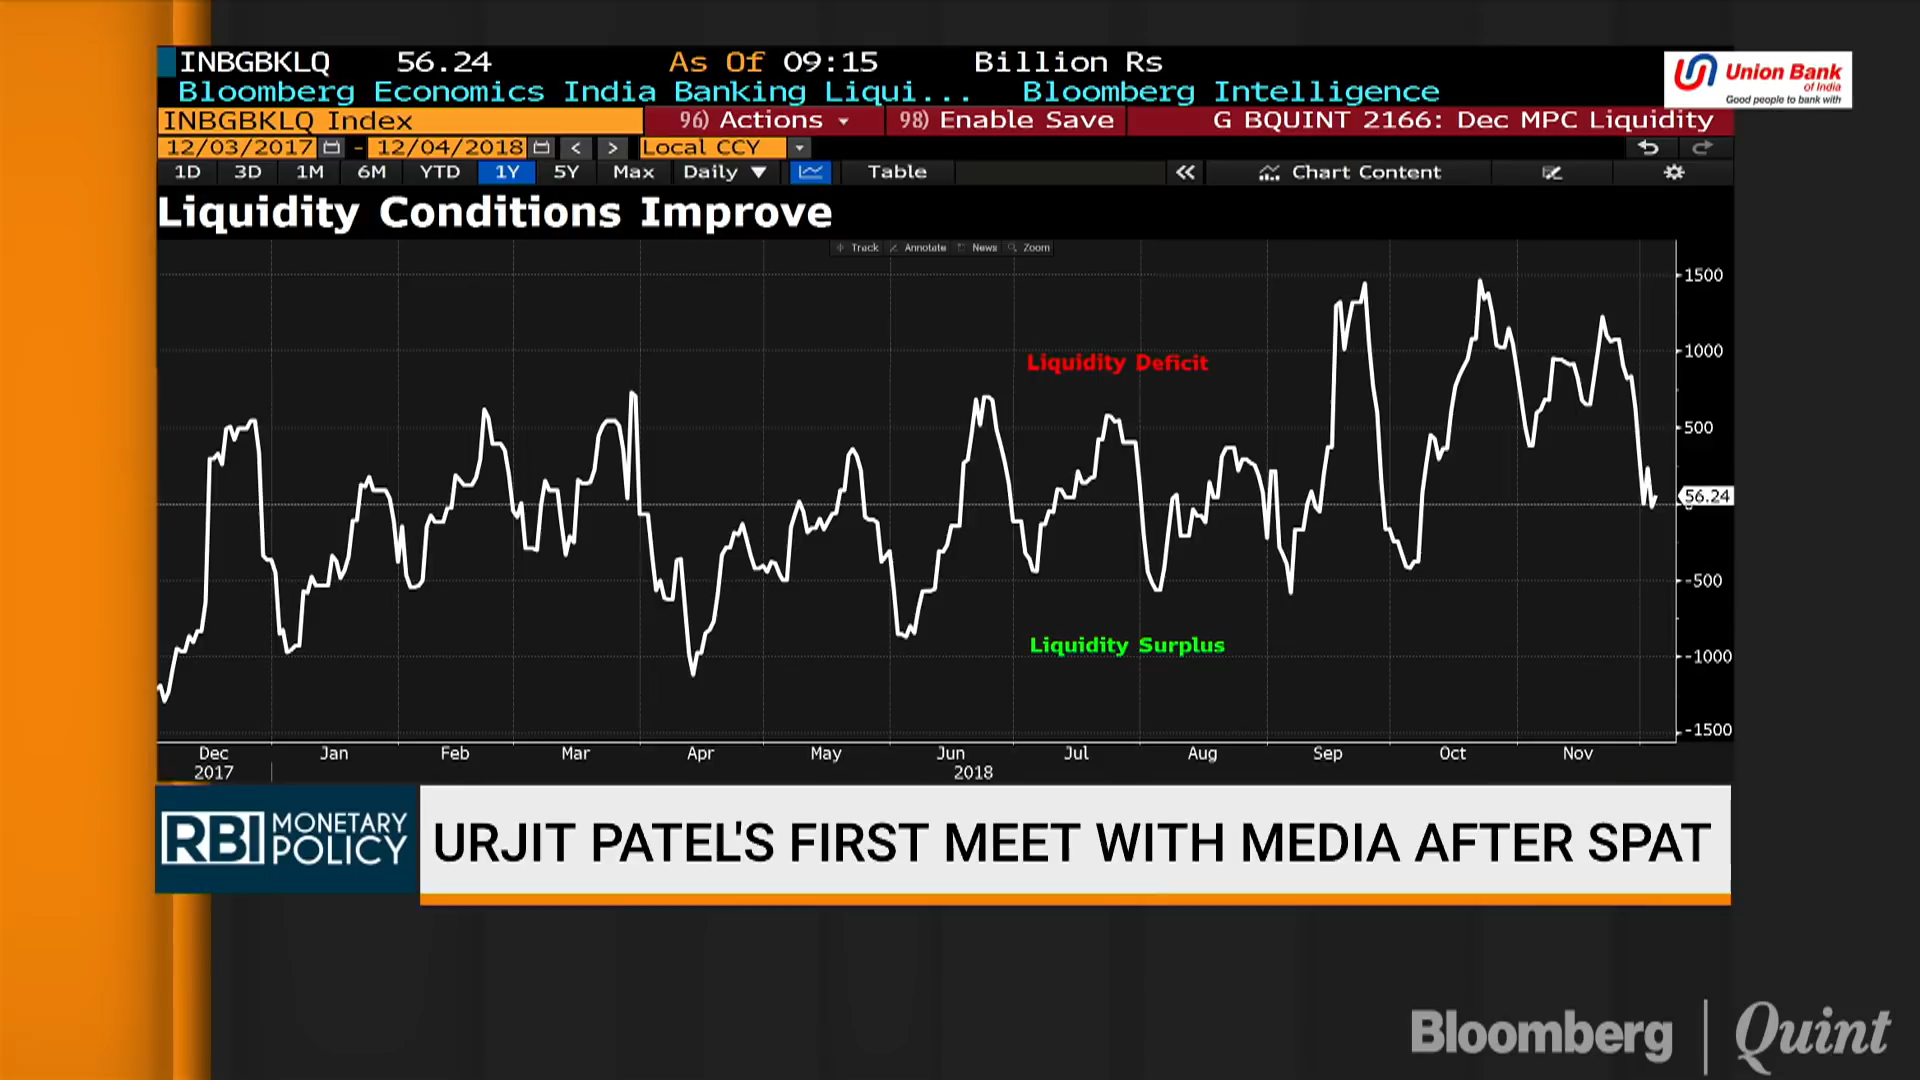 INBGBKLQ 56.24 As Of 09:15 Billion Rs
Bloomberg Economics India Banking Liqui... Bloomberg Intelligence
Union Bank
of India
Good people to bank with
INBGBKLQ Index 96) Actions 98) Enable Save G BQUINT 2166: Dec MPC Liquidity
12/03/2017 - 12/04/2018 < > Local CCY
1D 3D 1M 6M YTD 1Y 5Y Max Daily Table << Chart Content
Liquidity Conditions Improve
Track Annotate News Zoom
1500
1000
Liquidity Deficit
500
56.24
0
-500
Liquidity Surplus
-1000
-1500
Dec Jan Feb Mar Apr May Jun Jul Aug Sep Oct Nov
2017 2018
RBI MONETARY POLICY
URJIT PATEL'S FIRST MEET WITH MEDIA AFTER SPAT
Bloomberg | Quint